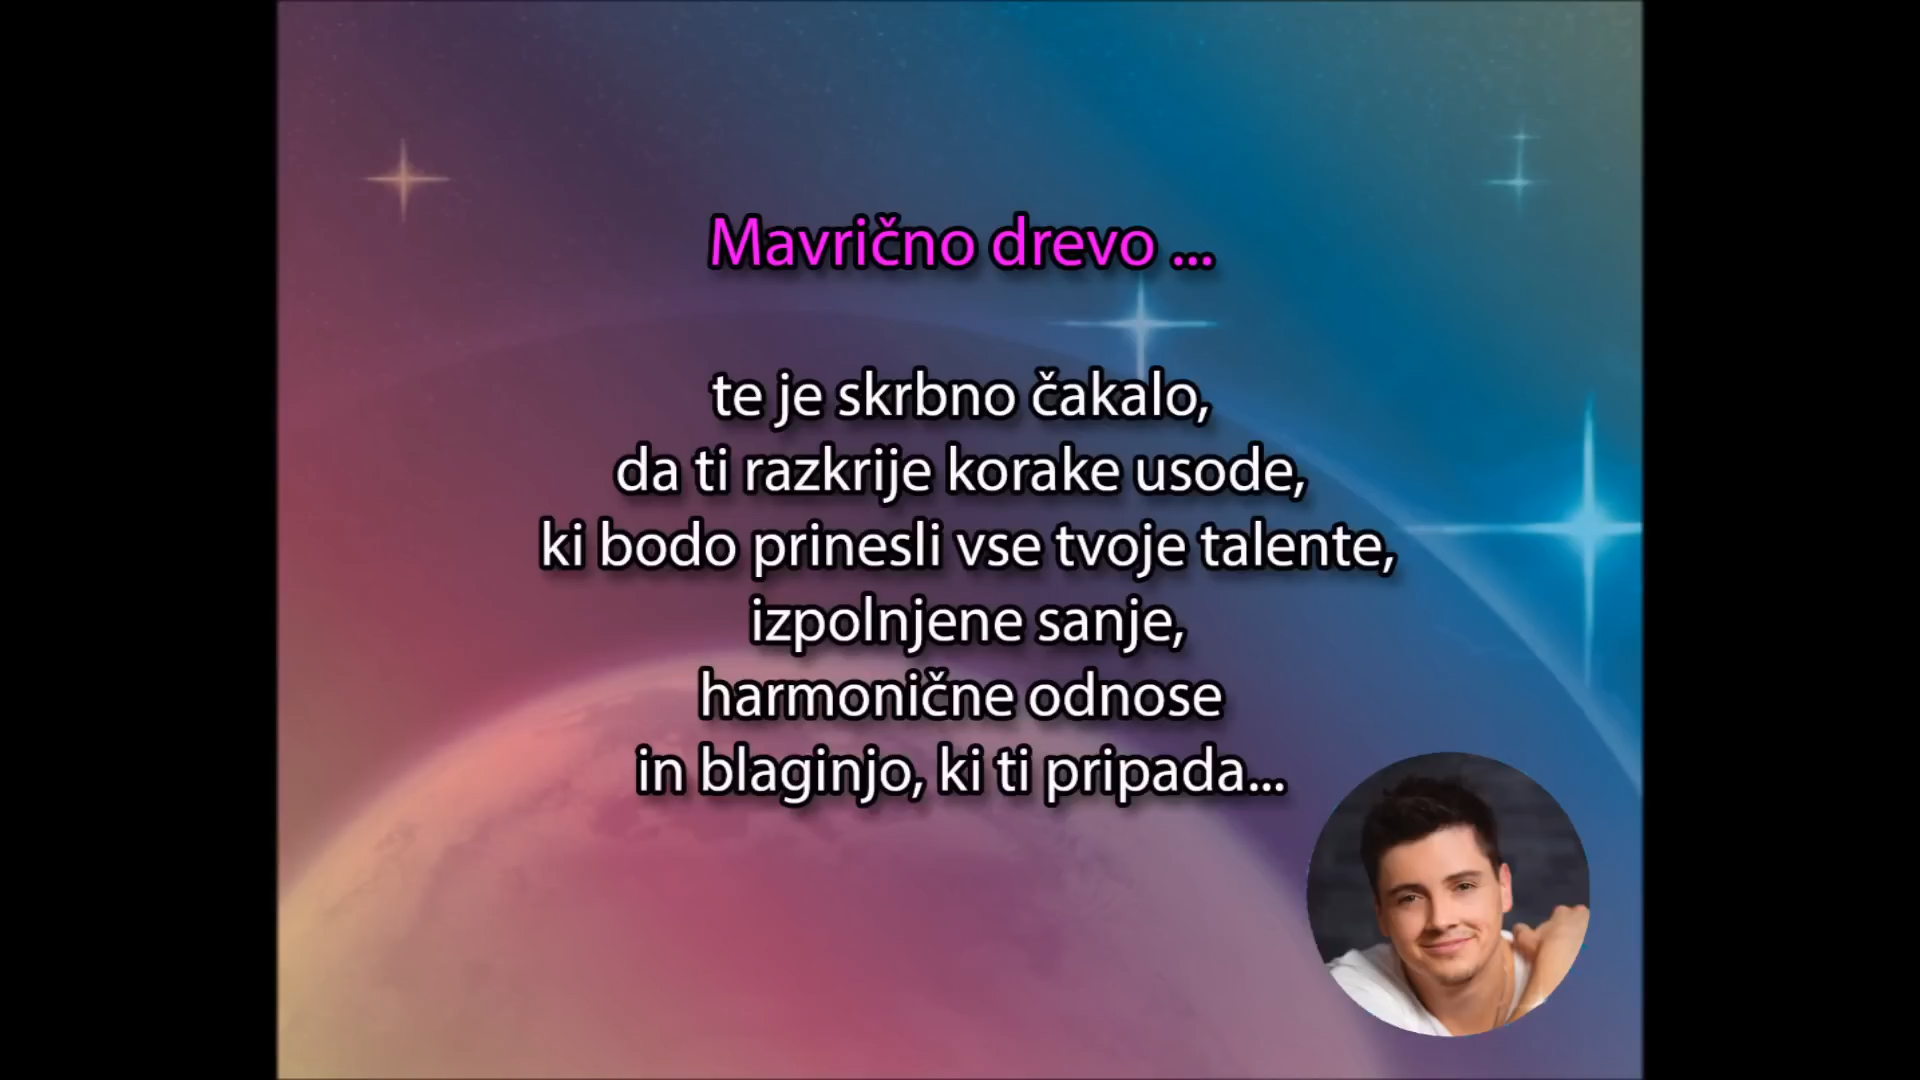 Mavrično drevo ...
te je skrbno čakalo,
da ti razkrije korake usode,
ki bodo prinesli vse tvoje talente,
izpolnjene sanje,
harmonične odnose
in blaginjo, ki ti pripada...